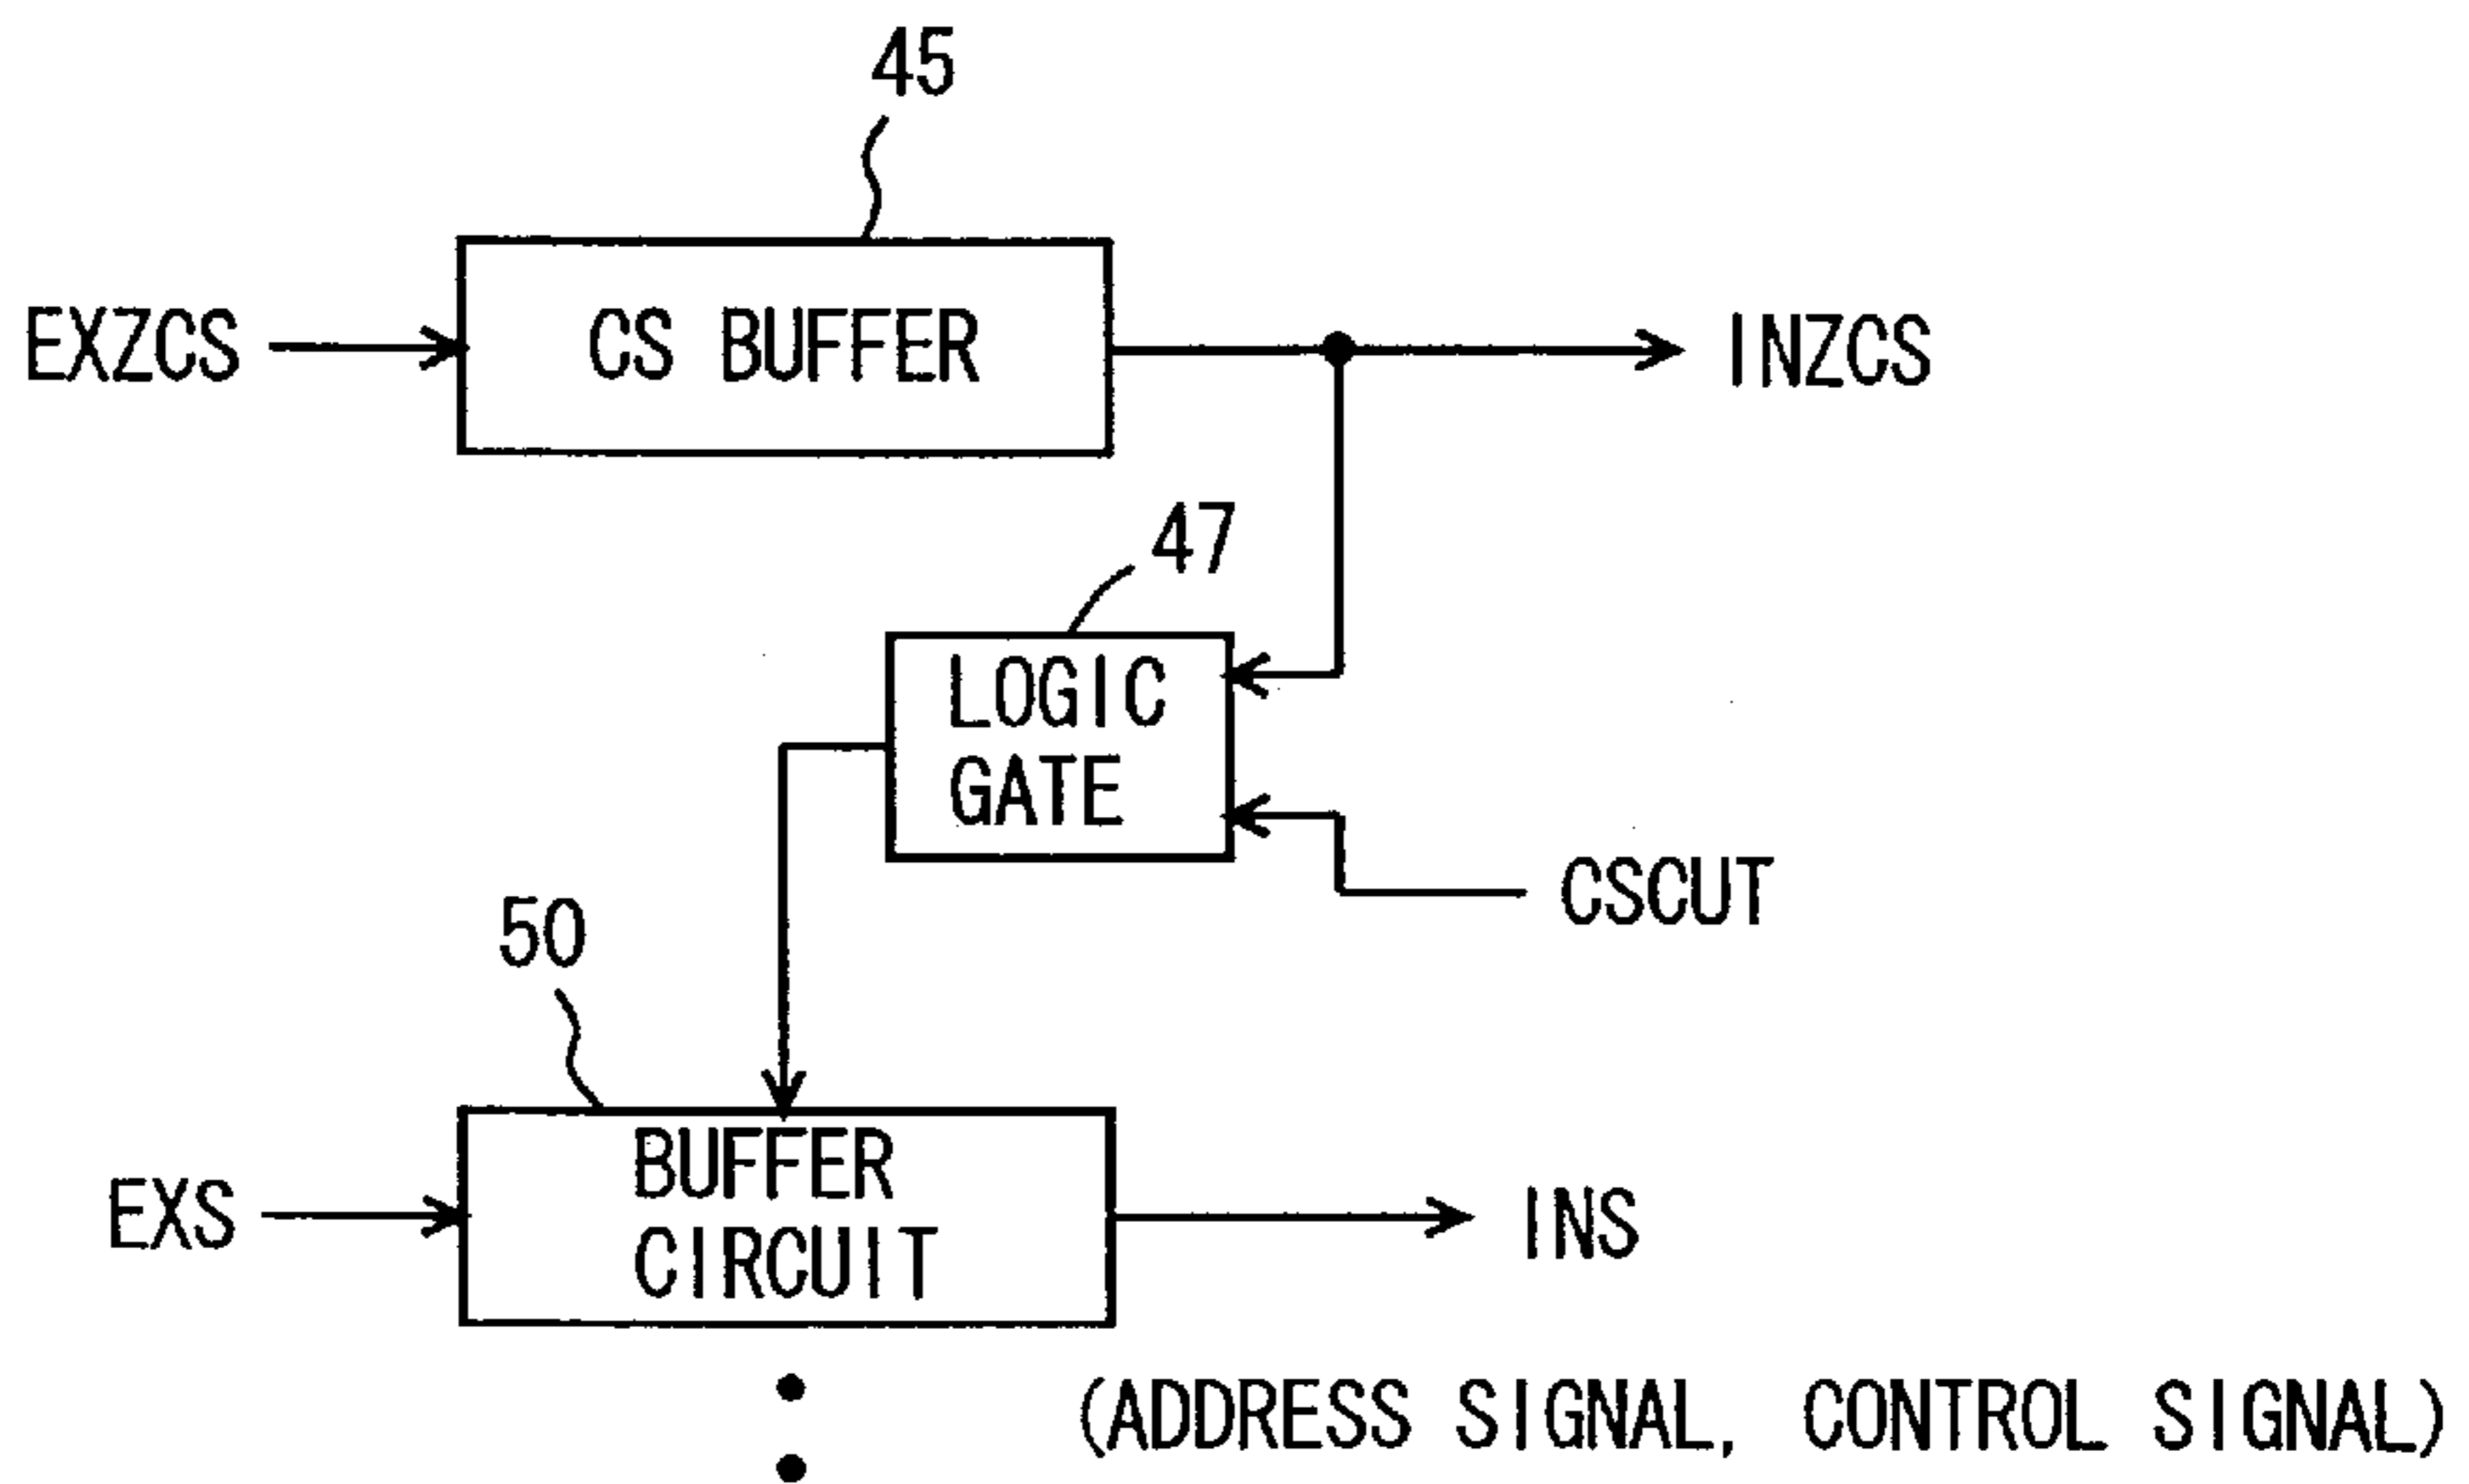 45
EXZCS
CS BUFFER
INZCS
47
LOGIC
GATE
CSCUT
50
EXS
BUFFER
CIRCUIT
INS
(ADDRESS SIGNAL, CONTROL SIGNAL)